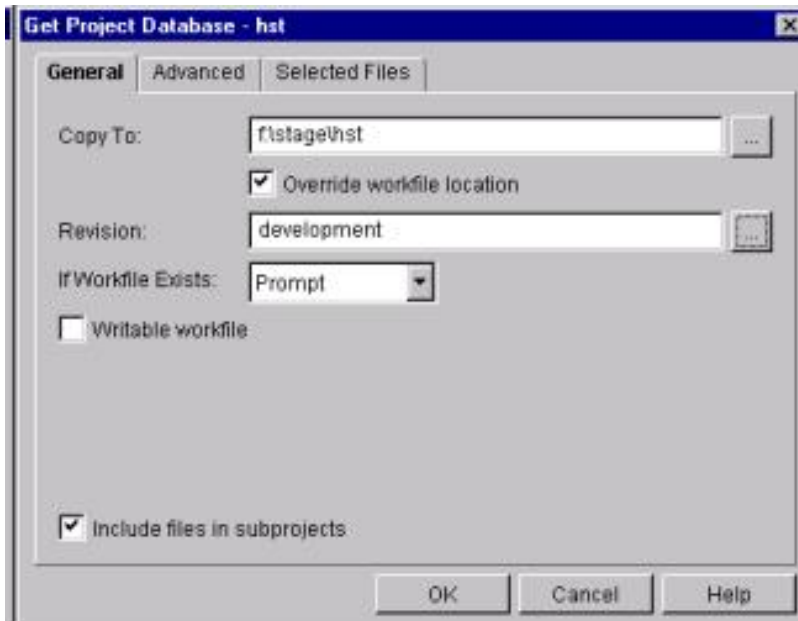 Get Project Database - hst
General Advanced Selected Files
Copy To: f:\stage\hst ...
Override workfile location
Revision: development ...
If Workfile Exists: Prompt
Writable workfile
Include files in subprojects
OK Cancel Help